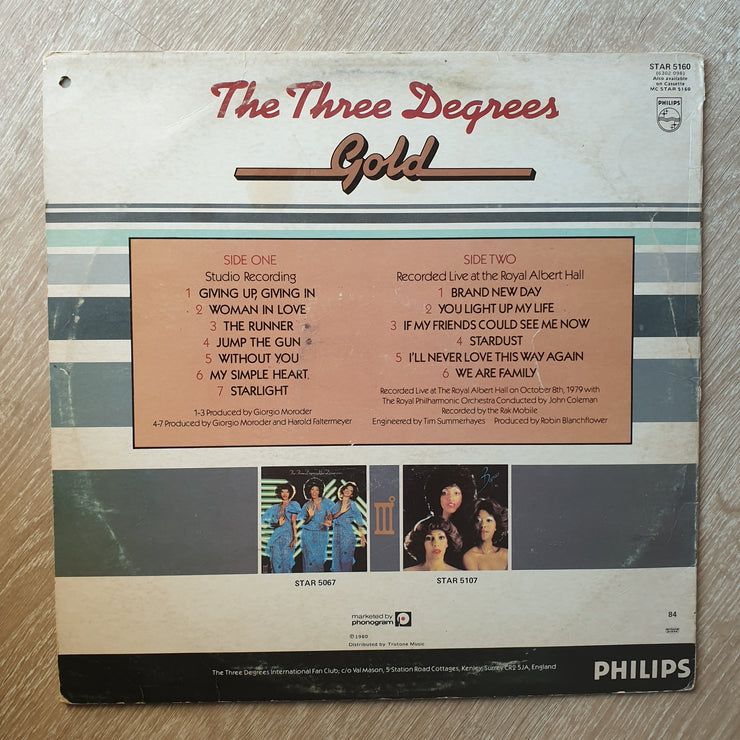 STAR 5160
(6302 098)
Also available
on Cassette
MC STAR 5160
PHILIPS
The Three Degrees
Gold
SIDE ONE
Studio Recording
1 GIVING UP, GIVING IN
2 WOMAN IN LOVE
3 THE RUNNER
4 JUMP THE GUN
5 WITHOUT YOU
6 MY SIMPLE HEART
7 STARLIGHT
1-3 Produced by Giorgio Moroder
4-7 Produced by Giorgio Moroder and Harold Faltermeyer
SIDE TWO
Recorded Live at the Royal Albert Hall
1 BRAND NEW DAY
2 YOU LIGHT UP MY LIFE
3 IF MY FRIENDS COULD SEE ME NOW
4 STARDUST
5 I'LL NEVER LOVE THIS WAY AGAIN
6 WE ARE FAMILY
Recorded Live at The Royal Albert Hall on October 8th, 1979 with
The Royal Philharmonic Orchestra Conducted by John Coleman
Recorded by the Rak Mobile
Engineered by Tim Summerhayes Produced by Robin Blanchflower
III°
STAR 5067
STAR 5107
marketed by
phonogram
84
© 1980
Distributed by Trutone Music
The Three Degrees International Fan Club; c/o Val Mason, 5 Station Road Cottages, Kenley, Surrey CR2 5JA, England
PHILIPS